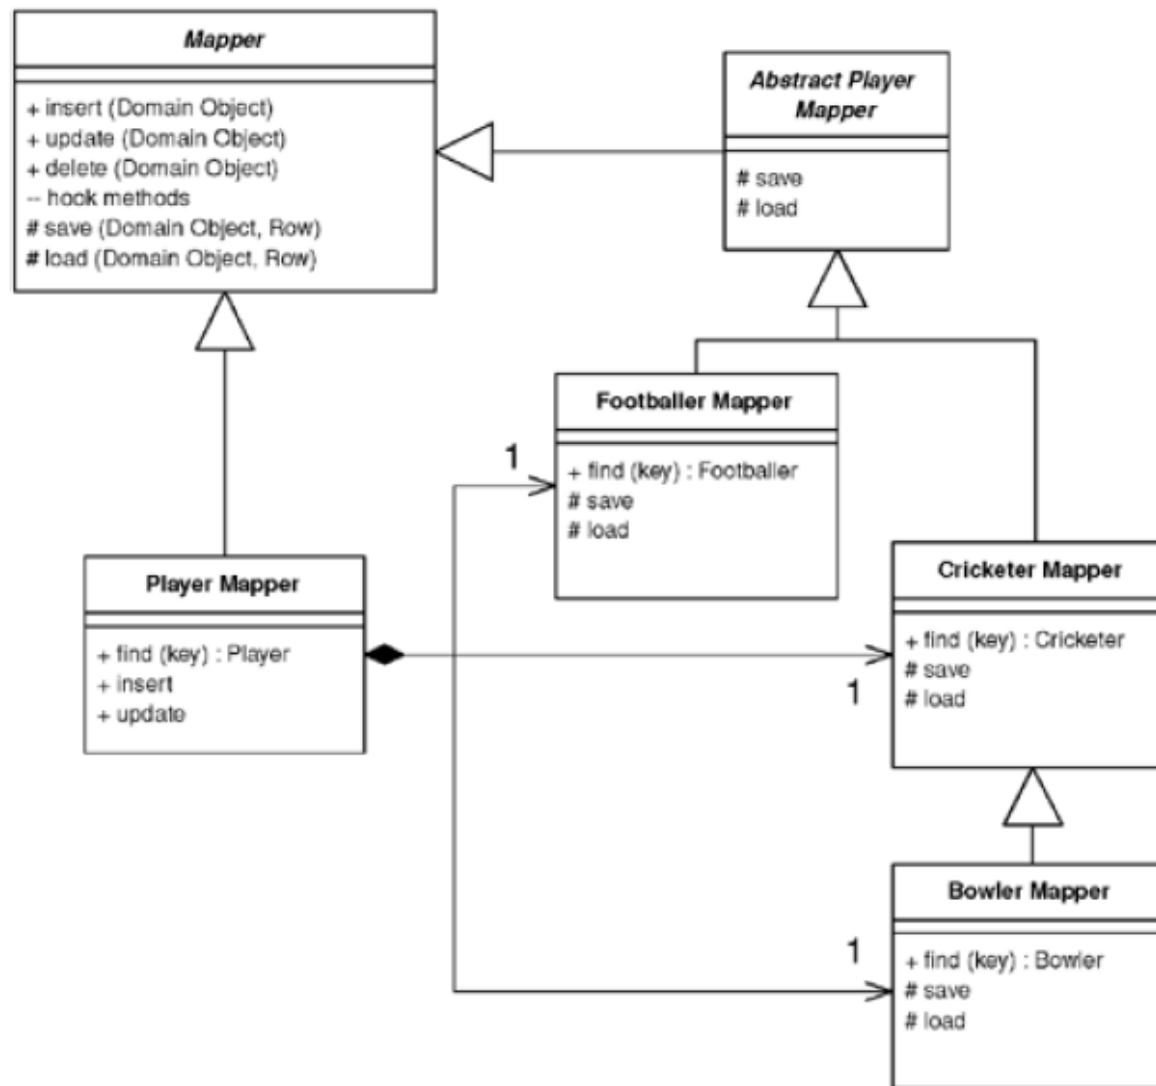 Mapper
+ insert (Domain Object)
+ update (Domain Object)
+ delete (Domain Object)
-- hook methods
# save (Domain Object, Row)
# load (Domain Object, Row)
Abstract Player
Mapper
# save
# load
Footballer Mapper
+ find (key) : Footballer
# save
# load
1
Player Mapper
+ find (key) : Player
+ insert
+ update
Cricketer Mapper
+ find (key) : Cricketer
# save
# load
1
Bowler Mapper
+ find (key) : Bowler
# save
# load
1